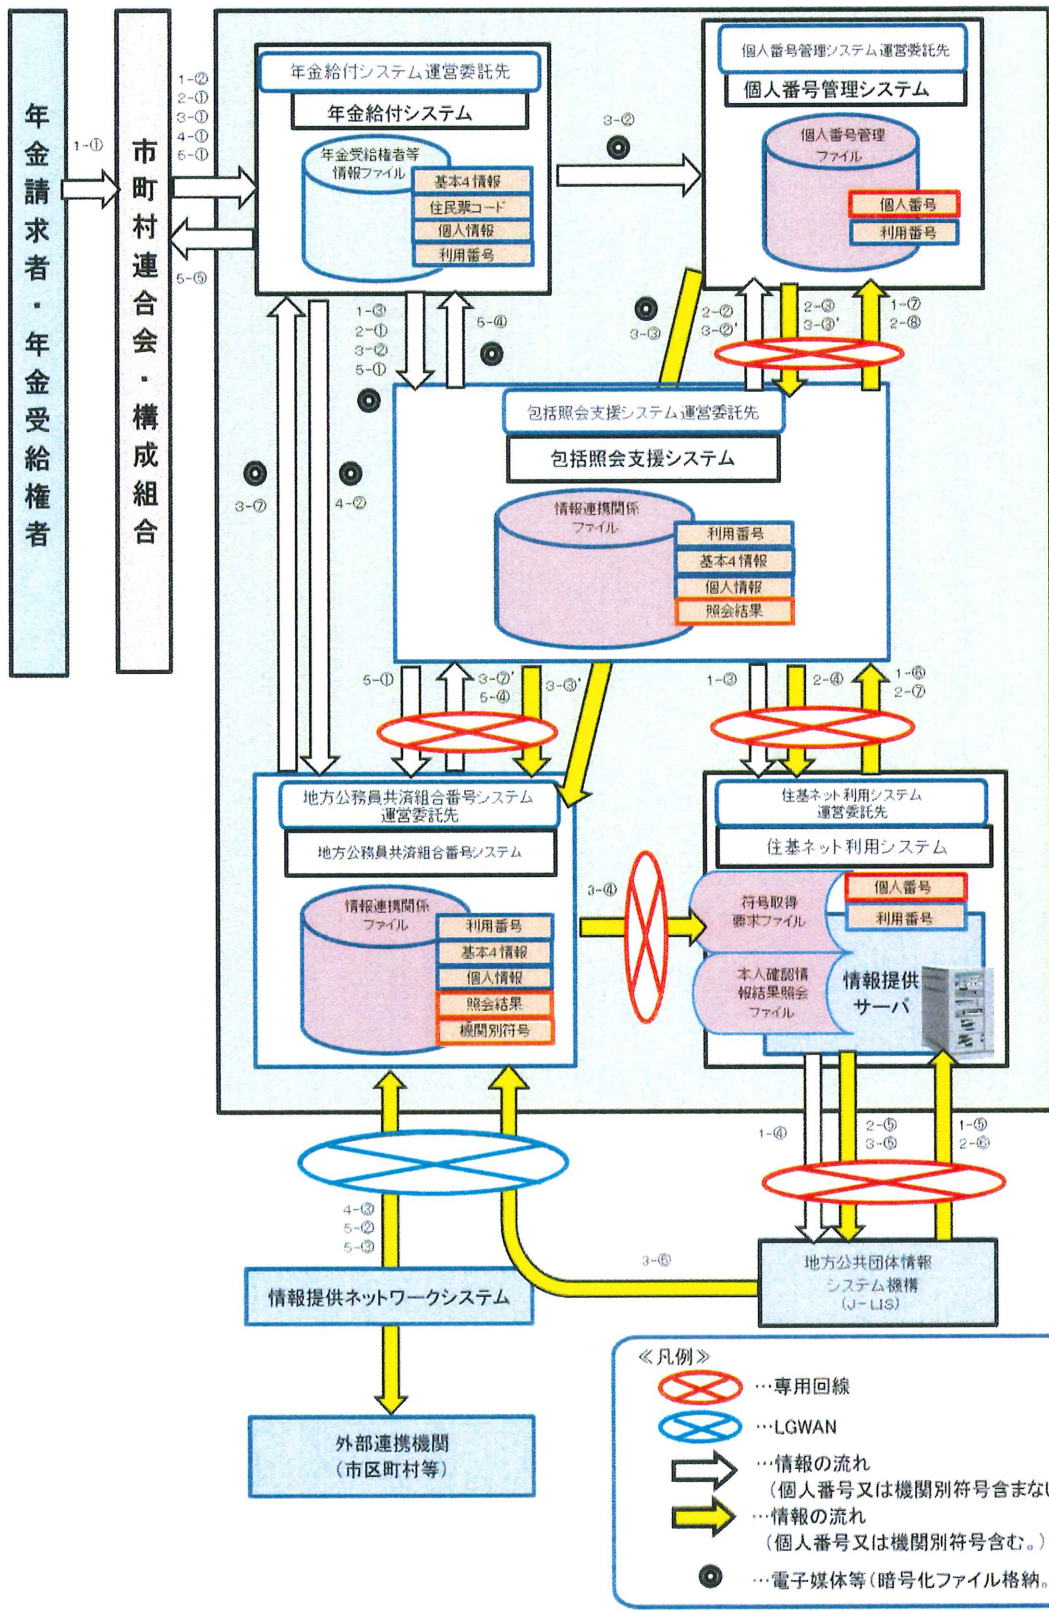 年金請求者・年金受給権者
1-①
市町村連合会・構成組合
1-②
2-①
3-①
4-①
5-①
5-⑤
年金給付システム運営委託先
年金給付システム
年金受給権者等
情報ファイル
基本4情報
住民票コード
個人情報
利用番号
3-②
個人番号管理システム運営委託先
個人番号管理システム
個人番号管理
ファイル
個人番号
利用番号
1-③
2-①
3-②
5-①
5-④
3-③
2-②
3-②'
2-③
3-③'
1-⑦
2-⑧
3-⑦
4-②
包括照会支援システム運営委託先
包括照会支援システム
情報連携関係
ファイル
利用番号
基本4情報
個人情報
照会結果
5-①
3-⑦'
5-④
3-③'
1-③
2-④
1-⑥
2-⑦
地方公務員共済組合番号システム
運営委託先
地方公務員共済組合番号システム
情報連携関係
ファイル
利用番号
基本4情報
個人情報
照会結果
機関別符号
3-④
住基ネット利用システム
運営委託先
住基ネット利用システム
符号取得
要求ファイル
個人番号
利用番号
本人確認情
報結果照会
ファイル
情報提供
サーバ
1-④
2-⑤
3-⑤
1-⑤
2-⑥
4-③
5-②
5-③
3-⑥
情報提供ネットワークシステム
地方公共団体情報
システム機構
(J-LIS)
外部連携機関
(市区町村等)
≪凡例≫
…専用回線
…LGWAN
…情報の流れ
(個人番号又は機関別符号含まない
…情報の流れ
(個人番号又は機関別符号含む。)
…電子媒体等(暗号化ファイル格納。